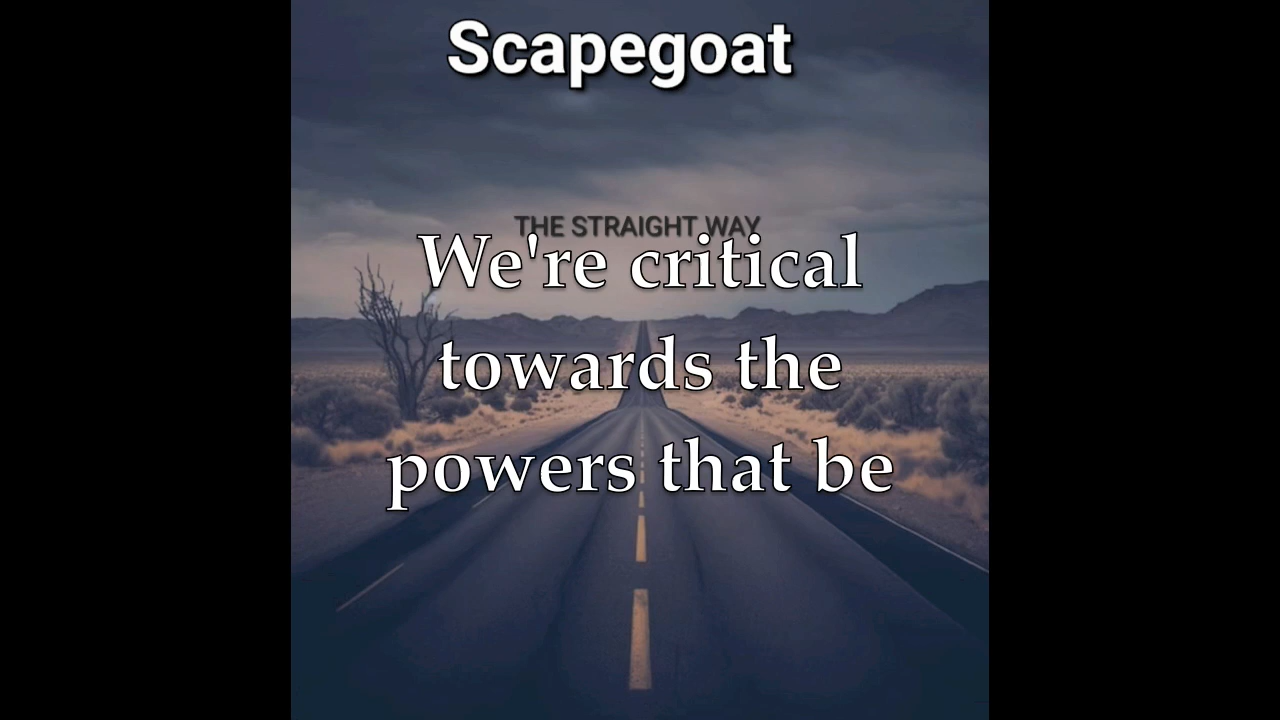 Scapegoat
THE STRAIGHT WAY
We're critical
towards the
powers that be